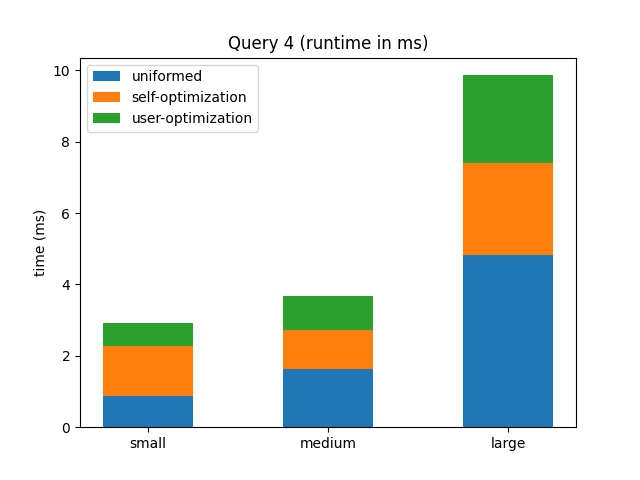 Query 4 (runtime in ms)
uniformed
self-optimization
user-optimization
time (ms)
10
8
6
4
2
0
small
medium
large